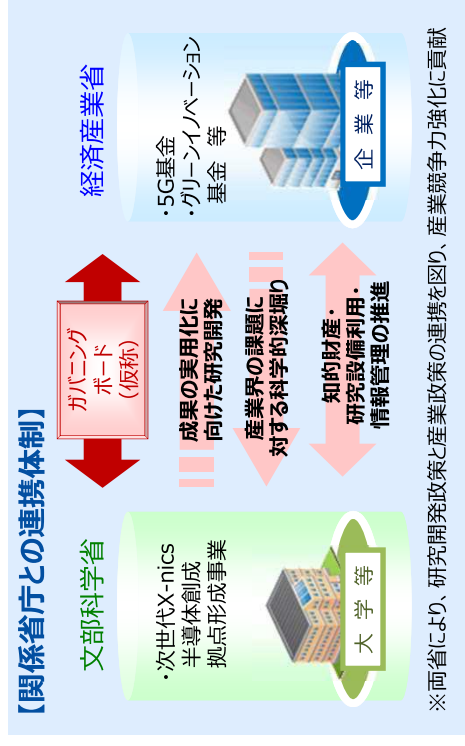 【関係省庁との連携体制】
文部科学省
・次世代X-nics
半導体創成
拠点形成事業
大学等
ガバニング
ボード
（仮称）
成果の実用化に
向けた研究開発
産業界の課題に
対する科学的深堀り
知的財産・
研究設備利用・
情報管理の推進
経済産業省
・5G基金
・グリーンイノベーション
基金　等
企業等
※両省により、研究開発政策と産業政策の連携を図り、産業競争力強化に貢献